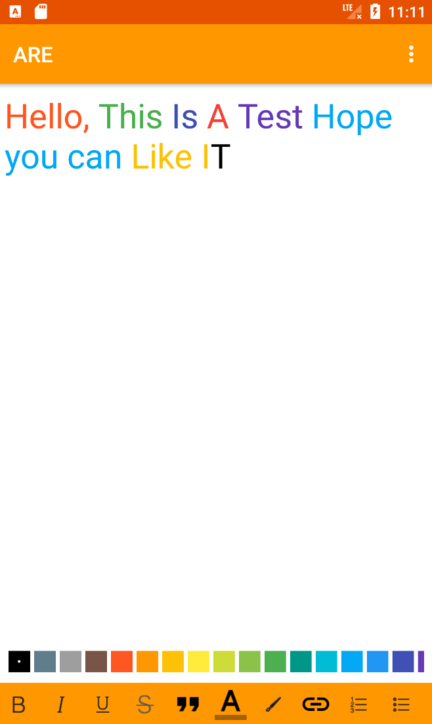 LTE 11:11
ARE
Hello, This Is A Test Hope
you can Like IT
B I U S A